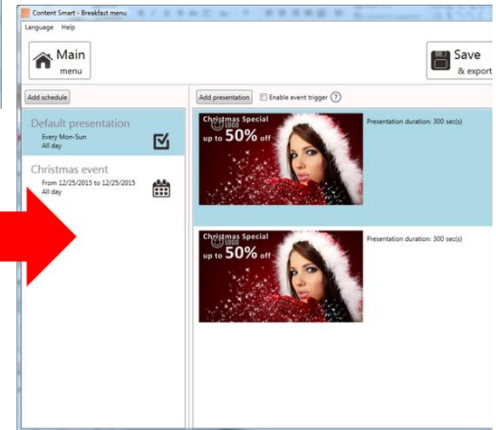 Content Smart - Breakfast menu
Language Help
Main
menu
Save
& export
Add schedule
Add presentation
Enable event trigger ?
Default presentation
Every Mon-Sun
All day
Christmas event
From 12/25/2015 to 12/25/2015
All day
Christmas Special
LOGO
up to 50% off
Presentation duration: 300 sec(s)
Christmas Special
LOGO
up to 50% off
Presentation duration: 300 sec(s)